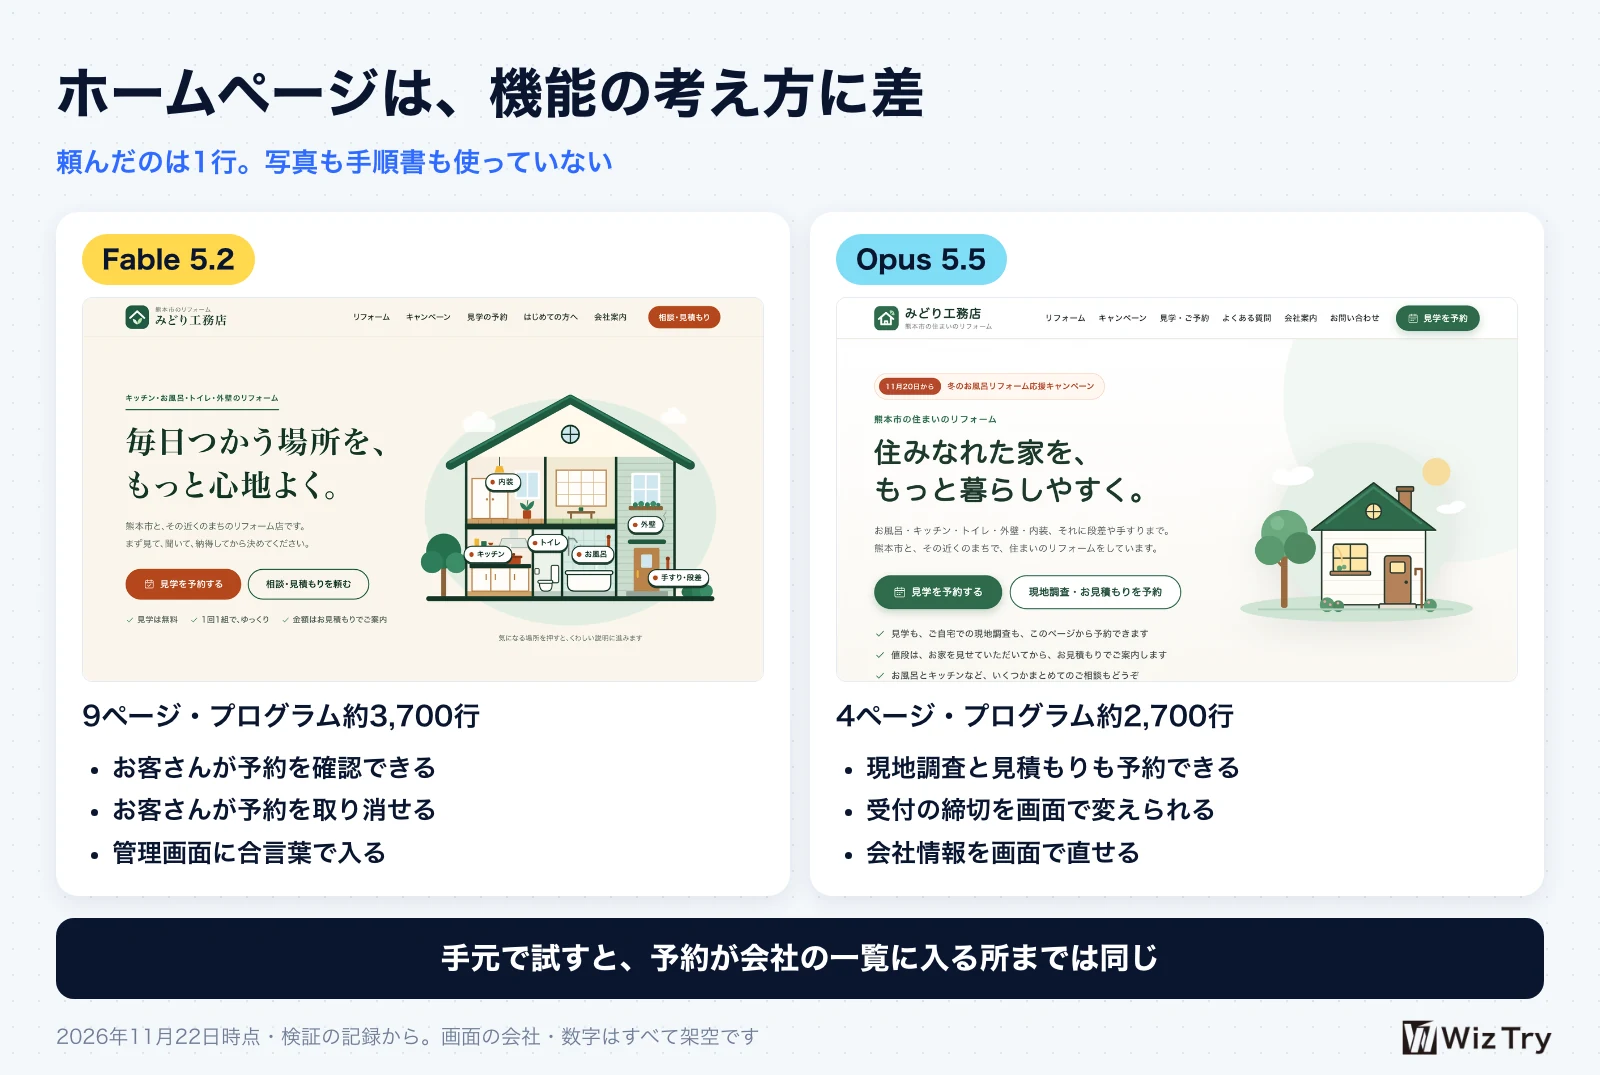 ホームページは、機能の考え方に差
頼んだのは1行。写真も手順書も使っていない
Fable 5.2
熊本市のリフォーム
みどり工務店
リフォーム キャンペーン 見学の予約 はじめての方へ 会社案内 相談・見積もり
キッチン・お風呂・トイレ・外壁のリフォーム
毎日つかう場所を、
もっと心地よく。
熊本市と、その近くのまちのリフォーム店です。
まず見て、聞いて、納得してから決めてください。
見学を予約する 相談・見積もりを頼む
見学は無料 1回1組で、ゆっくり 金額はお見積もりでご案内
内装
外壁
トイレ
キッチン
お風呂
手すり・段差
気になる場所を押すと、くわしい説明に進みます
9ページ・プログラム約3,700行
・お客さんが予約を確認できる
・お客さんが予約を取り消せる
・管理画面に合言葉で入る
Opus 5.5
みどり工務店
熊本市の住まいのリフォーム
リフォーム キャンペーン 見学・ご予約 よくある質問 会社案内 お問い合わせ 見学を予約
11月20日から 冬のお風呂リフォーム応援キャンペーン
熊本市の住まいのリフォーム
住みなれた家を、
もっと暮らしやすく。
お風呂・キッチン・トイレ・外壁・内装、それに段差や手すりまで。
熊本市と、その近くのまちで、住まいのリフォームをしています。
見学を予約する 現地調査・お見積もりを予約
見学も、ご自宅での現地調査も、このページから予約できます
値段は、お家を見せていただいてから、お見積もりでご案内します
お風呂とキッチンなど、いくつかまとめてのご相談もどうぞ
4ページ・プログラム約2,700行
・現地調査と見積もりも予約できる
・受付の締切を画面で変えられる
・会社情報を画面で直せる
手元で試すと、予約が会社の一覧に入る所までは同じ
2026年11月22日時点・検証の記録から。画面の会社・数字はすべて架空です
Wiz Try